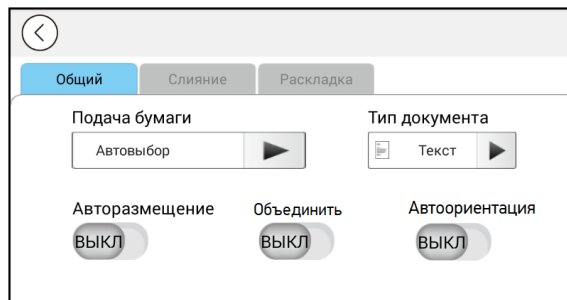 Общий Слияние Раскладка
Подача бумаги Тип документа
Автовыбор Текст
Авторазмещение Объединить Автоориентация
ВЫКЛ ВЫКЛ ВЫКЛ